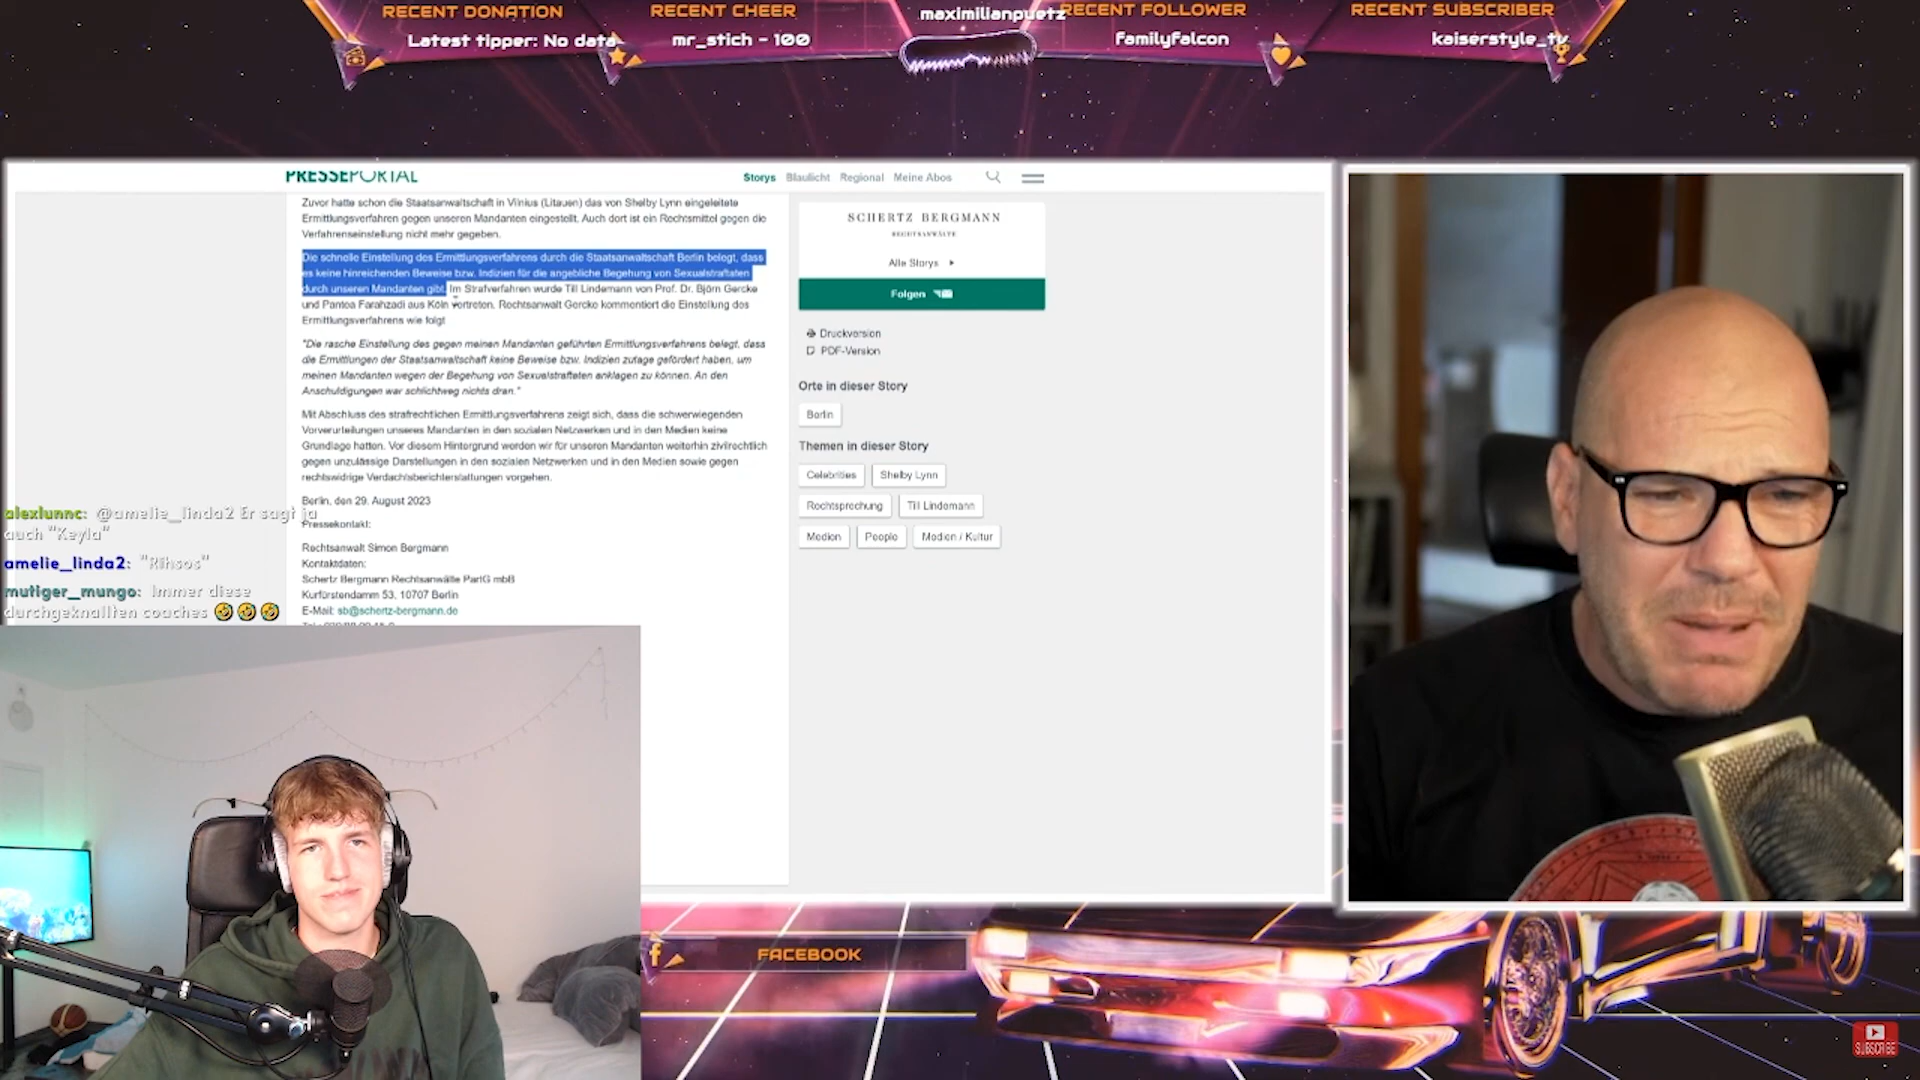 RECENT DONATION
Latest tipper: No data
RECENT CHEER
mr_stich - 100
maximilianpuetz
RECENT FOLLOWER
familyfalcon
RECENT SUBSCRIBER
kaiserstyle_tv
PRESSEPORTAL
Storys Blaulicht Regional Meine Abos
Zuvor hatte schon die Staatsanwaltschaft in Vilnius (Litauen) das von Shelby Lynn eingeleitete
Ermittlungsverfahren gegen unseren Mandanten eingestellt. Auch dort ist ein Rechtsmittel gegen die
Verfahrenseinstellung nicht mehr gegeben.
Die schnelle Einstellung des Ermittlungsverfahrens durch die Staatsanwaltschaft Berlin belegt, dass
es keine hinreichenden Beweise bzw. Indizien für die angebliche Begehung von Sexualstraftaten
durch unseren Mandanten gibt. Im Strafverfahren wurde Till Lindemann von Prof. Dr. Björn Gercke
und Pantea Farahzadi aus Köln vertreten. Rechtsanwalt Gercke kommentiert die Einstellung des
Ermittlungsverfahrens wie folgt
"Die rasche Einstellung des gegen meinen Mandanten geführten Ermittlungsverfahrens belegt, dass
die Ermittlungen der Staatsanwaltschaft keine Beweise bzw. Indizien zutage gefördert haben, um
meinen Mandanten wegen der Begehung von Sexualstraftaten anklagen zu können. An den
Anschuldigungen war schlichtweg nichts dran."
Mit Abschluss des strafrechtlichen Ermittlungsverfahrens zeigt sich, dass die schwerwiegenden
Vorverurteilungen unseres Mandanten in den sozialen Netzwerken und in den Medien keine
Grundlage hatten. Vor diesem Hintergrund werden wir für unseren Mandanten weiterhin zivilrechtlich
gegen unzulässige Darstellungen in den sozialen Netzwerken und in den Medien sowie gegen
rechtswidrige Verdachtsberichterstattungen vorgehen.
Berlin, den 29. August 2023
Pressekontakt:
Rechtsanwalt Simon Bergmann
Kontaktdaten:
Schertz Bergmann Rechtsanwälte PartG mbB
Kurfürstendamm 53, 10707 Berlin
E-Mail: sb@schertz-bergmann.de
SCHERTZ BERGMANN
RECHTSANWÄLTE
Alle Storys
Folgen
Druckversion
PDF-Version
Orte in dieser Story
Berlin
Themen in dieser Story
Celebrities Shelby Lynn
Rechtsprechung Till Lindemann
Medien People Medien / Kultur
alexlunnc: @amelie_linda2 Er sagt ja
auch "Keyla"
amelie_linda2: "Rihsos"
mutiger_mungo: Immer diese
durchgeknallten coaches 🤣🤣🤣
f
FACEBOOK
SUBSCRIBE